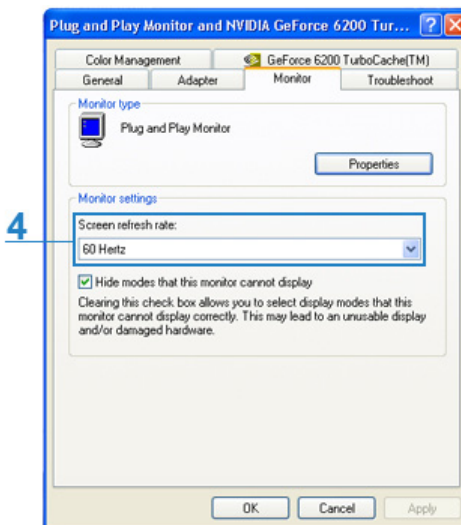 Plug and Play Monitor and NVIDIA GeForce 6200 Tur...
Color Management
GeForce 6200 TurboCache(TM)
General
Adapter
Monitor
Troubleshoot
Monitor type
Plug and Play Monitor
Properties
Monitor settings
4
Screen refresh rate:
60 Hertz
Hide modes that this monitor cannot display
Clearing this check box allows you to select display modes that this
monitor cannot display correctly. This may lead to an unusable display
and/or damaged hardware.
OK
Cancel
Apply